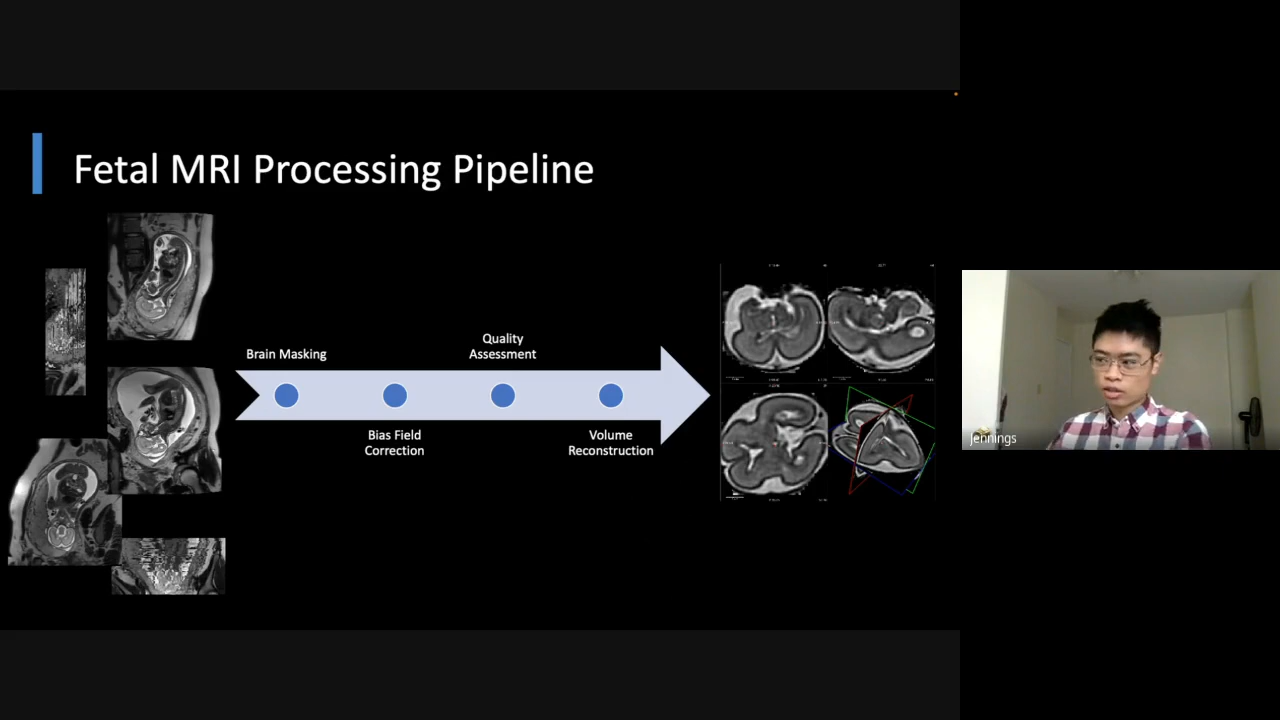 Fetal MRI Processing Pipeline
Brain Masking
Quality
Assessment
Bias Field
Correction
Volume
Reconstruction
Jennings